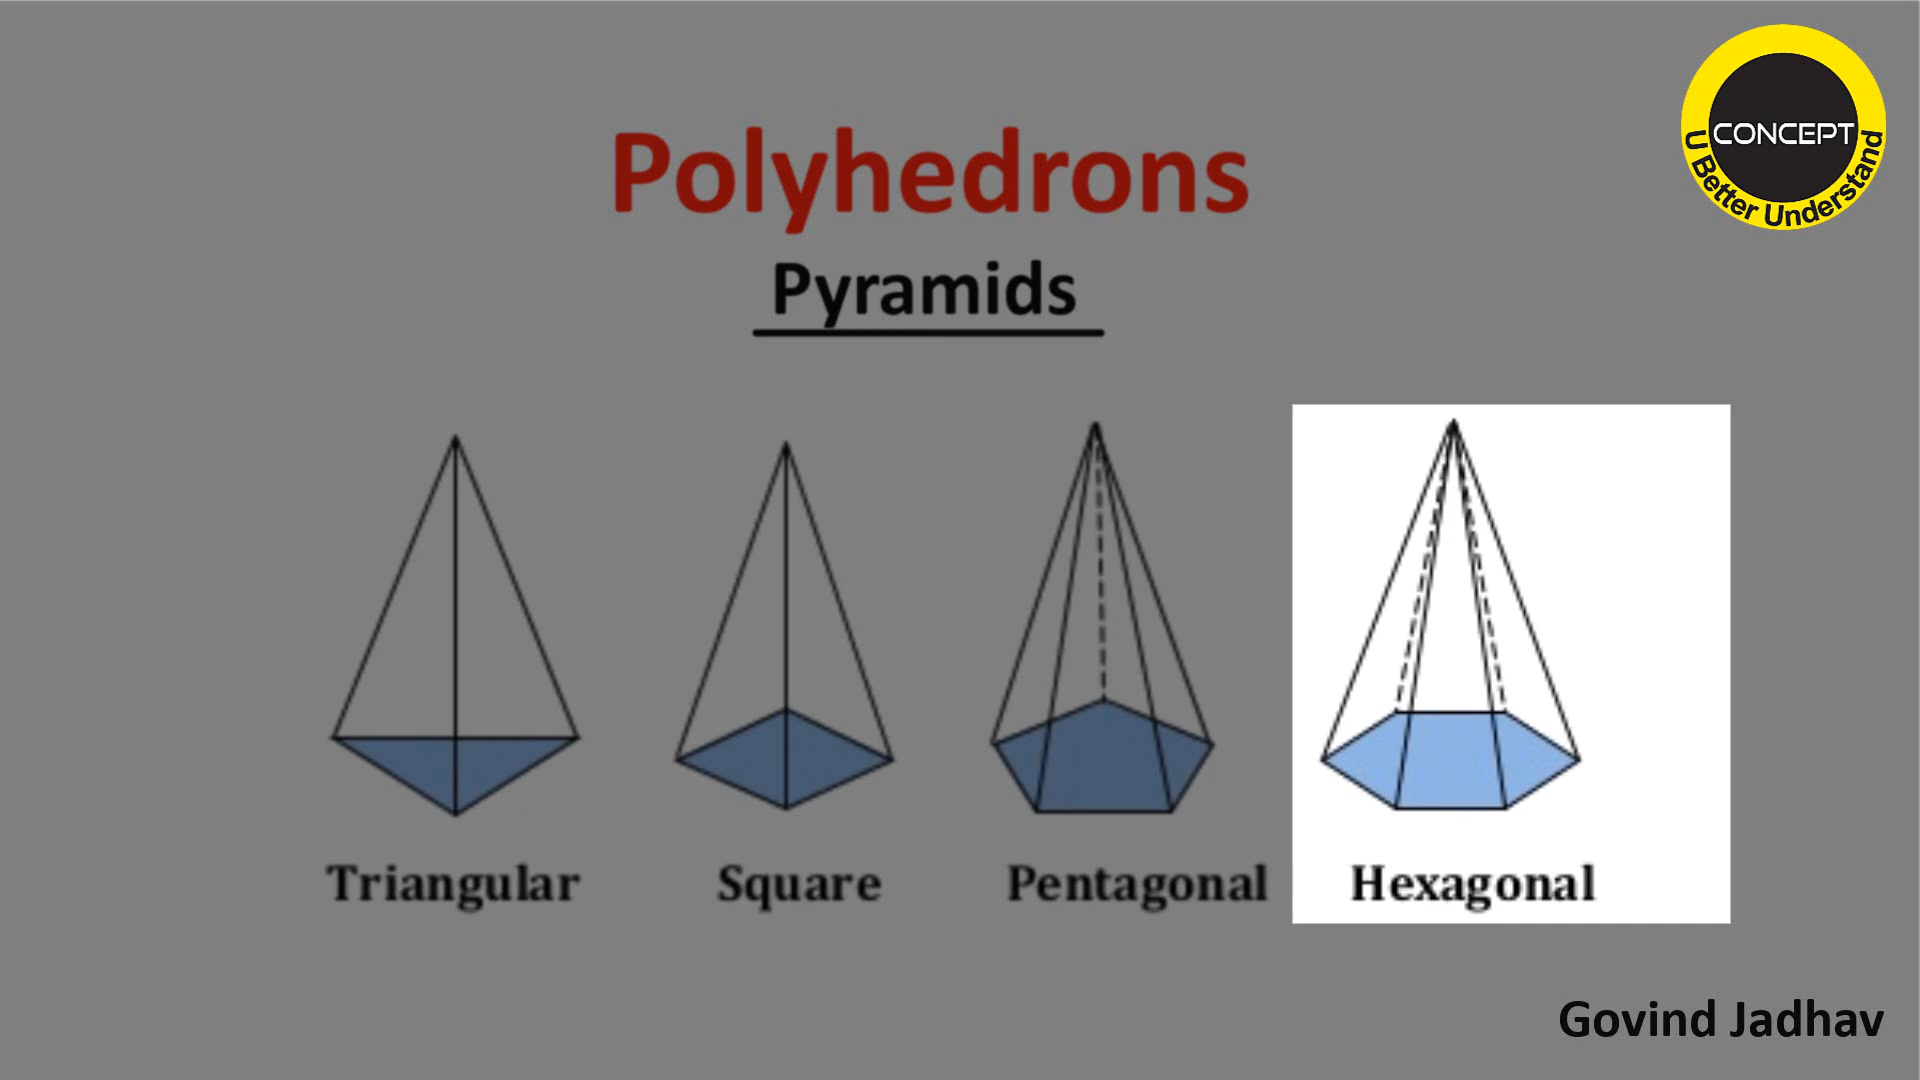 CONCEPT
U Better Understand
Polyhedrons
Pyramids
Triangular
Square
Pentagonal
Hexagonal
Govind Jadhav